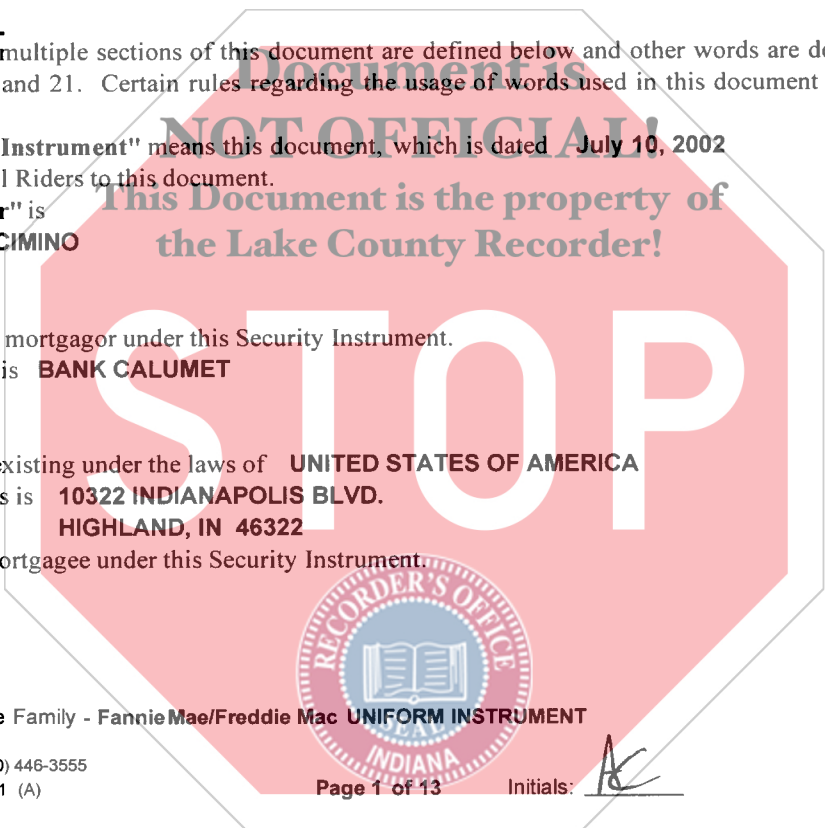 multiple sections of this document are defined below and other words are de
and 21. Certain rules regarding the usage of words used in this document
Document is
Instrument" means this document, which is dated July 10, 2002
NOT OFFICIAL!
l Riders to this document.
This Document is the property of
r" is
CIMINO
the Lake County Recorder!
mortgagor under this Security Instrument.
is BANK CALUMET
STOP
existing under the laws of UNITED STATES OF AMERICA
s is 10322 INDIANAPOLIS BLVD.
HIGHLAND, IN 46322
ortgagee under this Security Instrument.
RECORDER'S OFFICE
SEAL
INDIANA
e Family - Fannie Mae/Freddie Mac UNIFORM INSTRUMENT
0) 446-3555
1 (A)
Page 1 of 13
Initials: AC